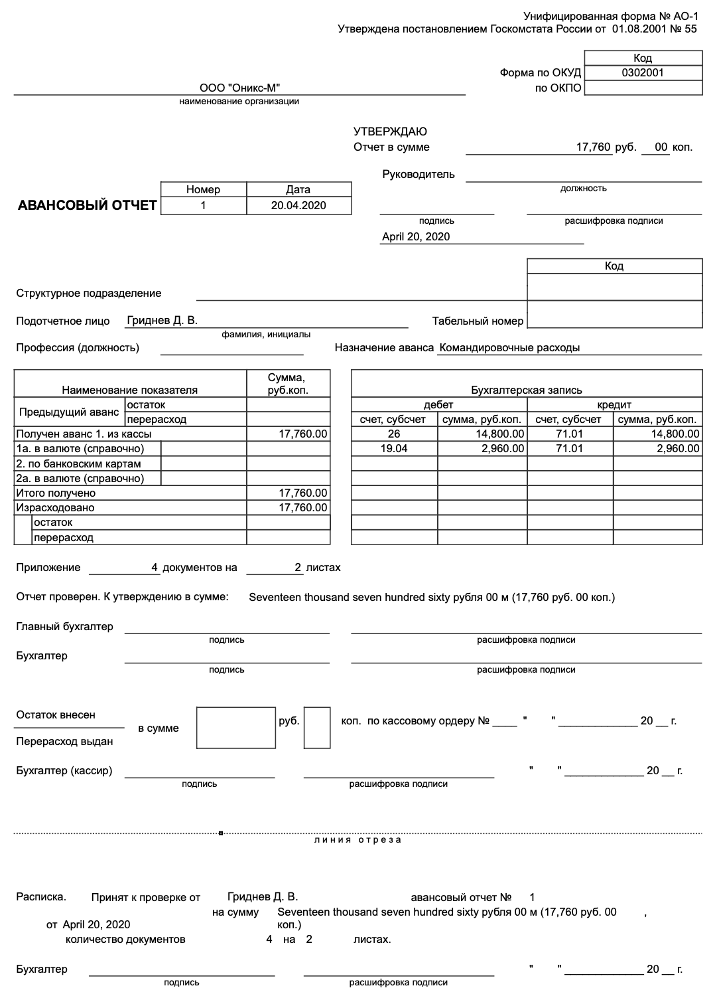 Унифицированная форма № АО-1
Утверждена постановлением Госкомстата России от 01.08.2001 № 55
Код
Форма по ОКУД 0302001
ООО "Оникс-М" по ОКПО
наименование организации
УТВЕРЖДАЮ
Отчет в сумме 17,760 руб. 00 коп.
Руководитель
должность
Номер Дата
АВАНСОВЫЙ ОТЧЕТ 1 20.04.2020
подпись расшифровка подписи
April 20, 2020
Код
Структурное подразделение
Подотчетное лицо Гриднев Д. В. Табельный номер
фамилия, инициалы
Профессия (должность) Назначение аванса Командировочные расходы
Наименование показателя Сумма, руб.коп. Бухгалтерская запись
Предыдущий аванс остаток дебет кредит
перерасход счет, субсчет сумма, руб.коп. счет, субсчет сумма, руб.коп.
Получен аванс 1. из кассы 17,760.00 26 14,800.00 71.01 14,800.00
1а. в валюте (справочно) 19.04 2,960.00 71.01 2,960.00
2. по банковским картам
2а. в валюте (справочно)
Итого получено 17,760.00
Израсходовано 17,760.00
остаток
перерасход
Приложение 4 документов на 2 листах
Отчет проверен. К утверждению в сумме: Seventeen thousand seven hundred sixty рубля 00 м (17,760 руб. 00 коп.)
Главный бухгалтер
подпись расшифровка подписи
Бухгалтер
подпись расшифровка подписи
Остаток внесен
в сумме руб. коп. по кассовому ордеру № ____ " " _____________ 20 __ г.
Перерасход выдан
Бухгалтер (кассир) " " _____________ 20 __ г.
подпись расшифровка подписи
линия отреза
Расписка. Принят к проверке от Гриднев Д. В. авансовый отчет № 1
на сумму Seventeen thousand seven hundred sixty рубля 00 м (17,760 руб. 00 ,
от April 20, 2020 коп.)
количество документов 4 на 2 листах.
Бухгалтер " " _____________ 20 __ г.
подпись расшифровка подписи